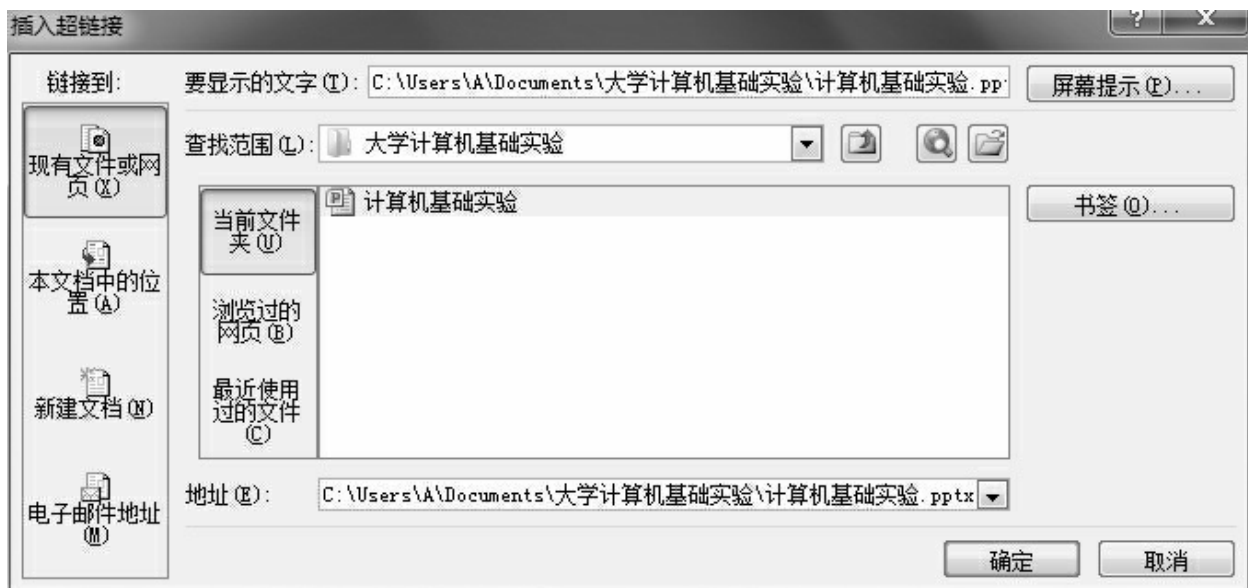 插入超链接
链接到:
要显示的文字(T): C:\Users\A\Documents\大学计算机基础实验\计算机基础实验.pp
屏幕提示(P)...
现有文件或网
页(X)
查找范围(L): 大学计算机基础实验
当前文件
夹(U)
计算机基础实验
书签(O)...
本文档中的位
置(A)
浏览过的
网页(B)
新建文档(N)
最近使用
过的文件
(C)
电子邮件地址
(M)
地址(E): C:\Users\A\Documents\大学计算机基础实验\计算机基础实验.pptx
确定
取消